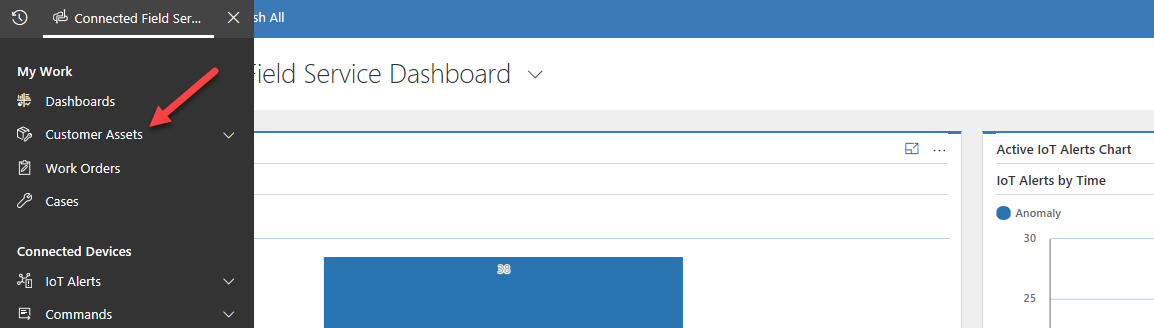 Connected Field Ser...
sh All
My Work
Dashboards
Customer Assets
Work Orders
Cases
Connected Devices
IoT Alerts
Commands
Field Service Dashboard
38
Active IoT Alerts Chart
IoT Alerts by Time
Anomaly
30
25